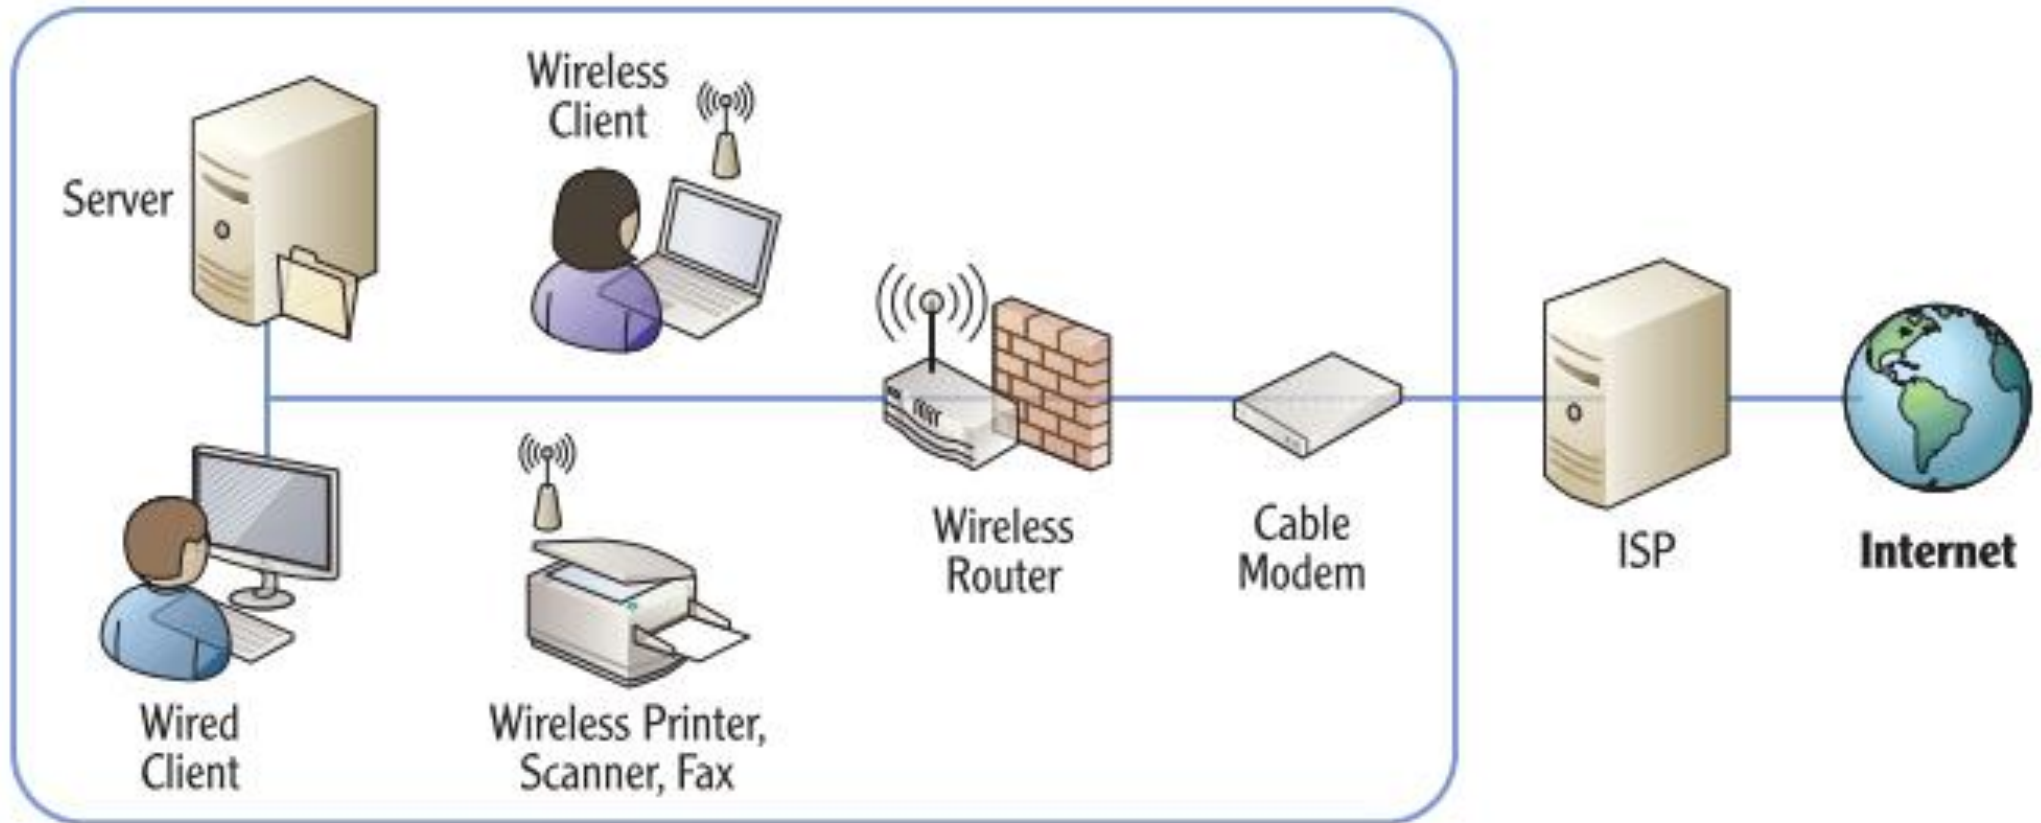 Wireless
Client
Server
Wireless
Router
Cable
Modem
ISP
Internet
Wired
Client
Wireless Printer,
Scanner, Fax